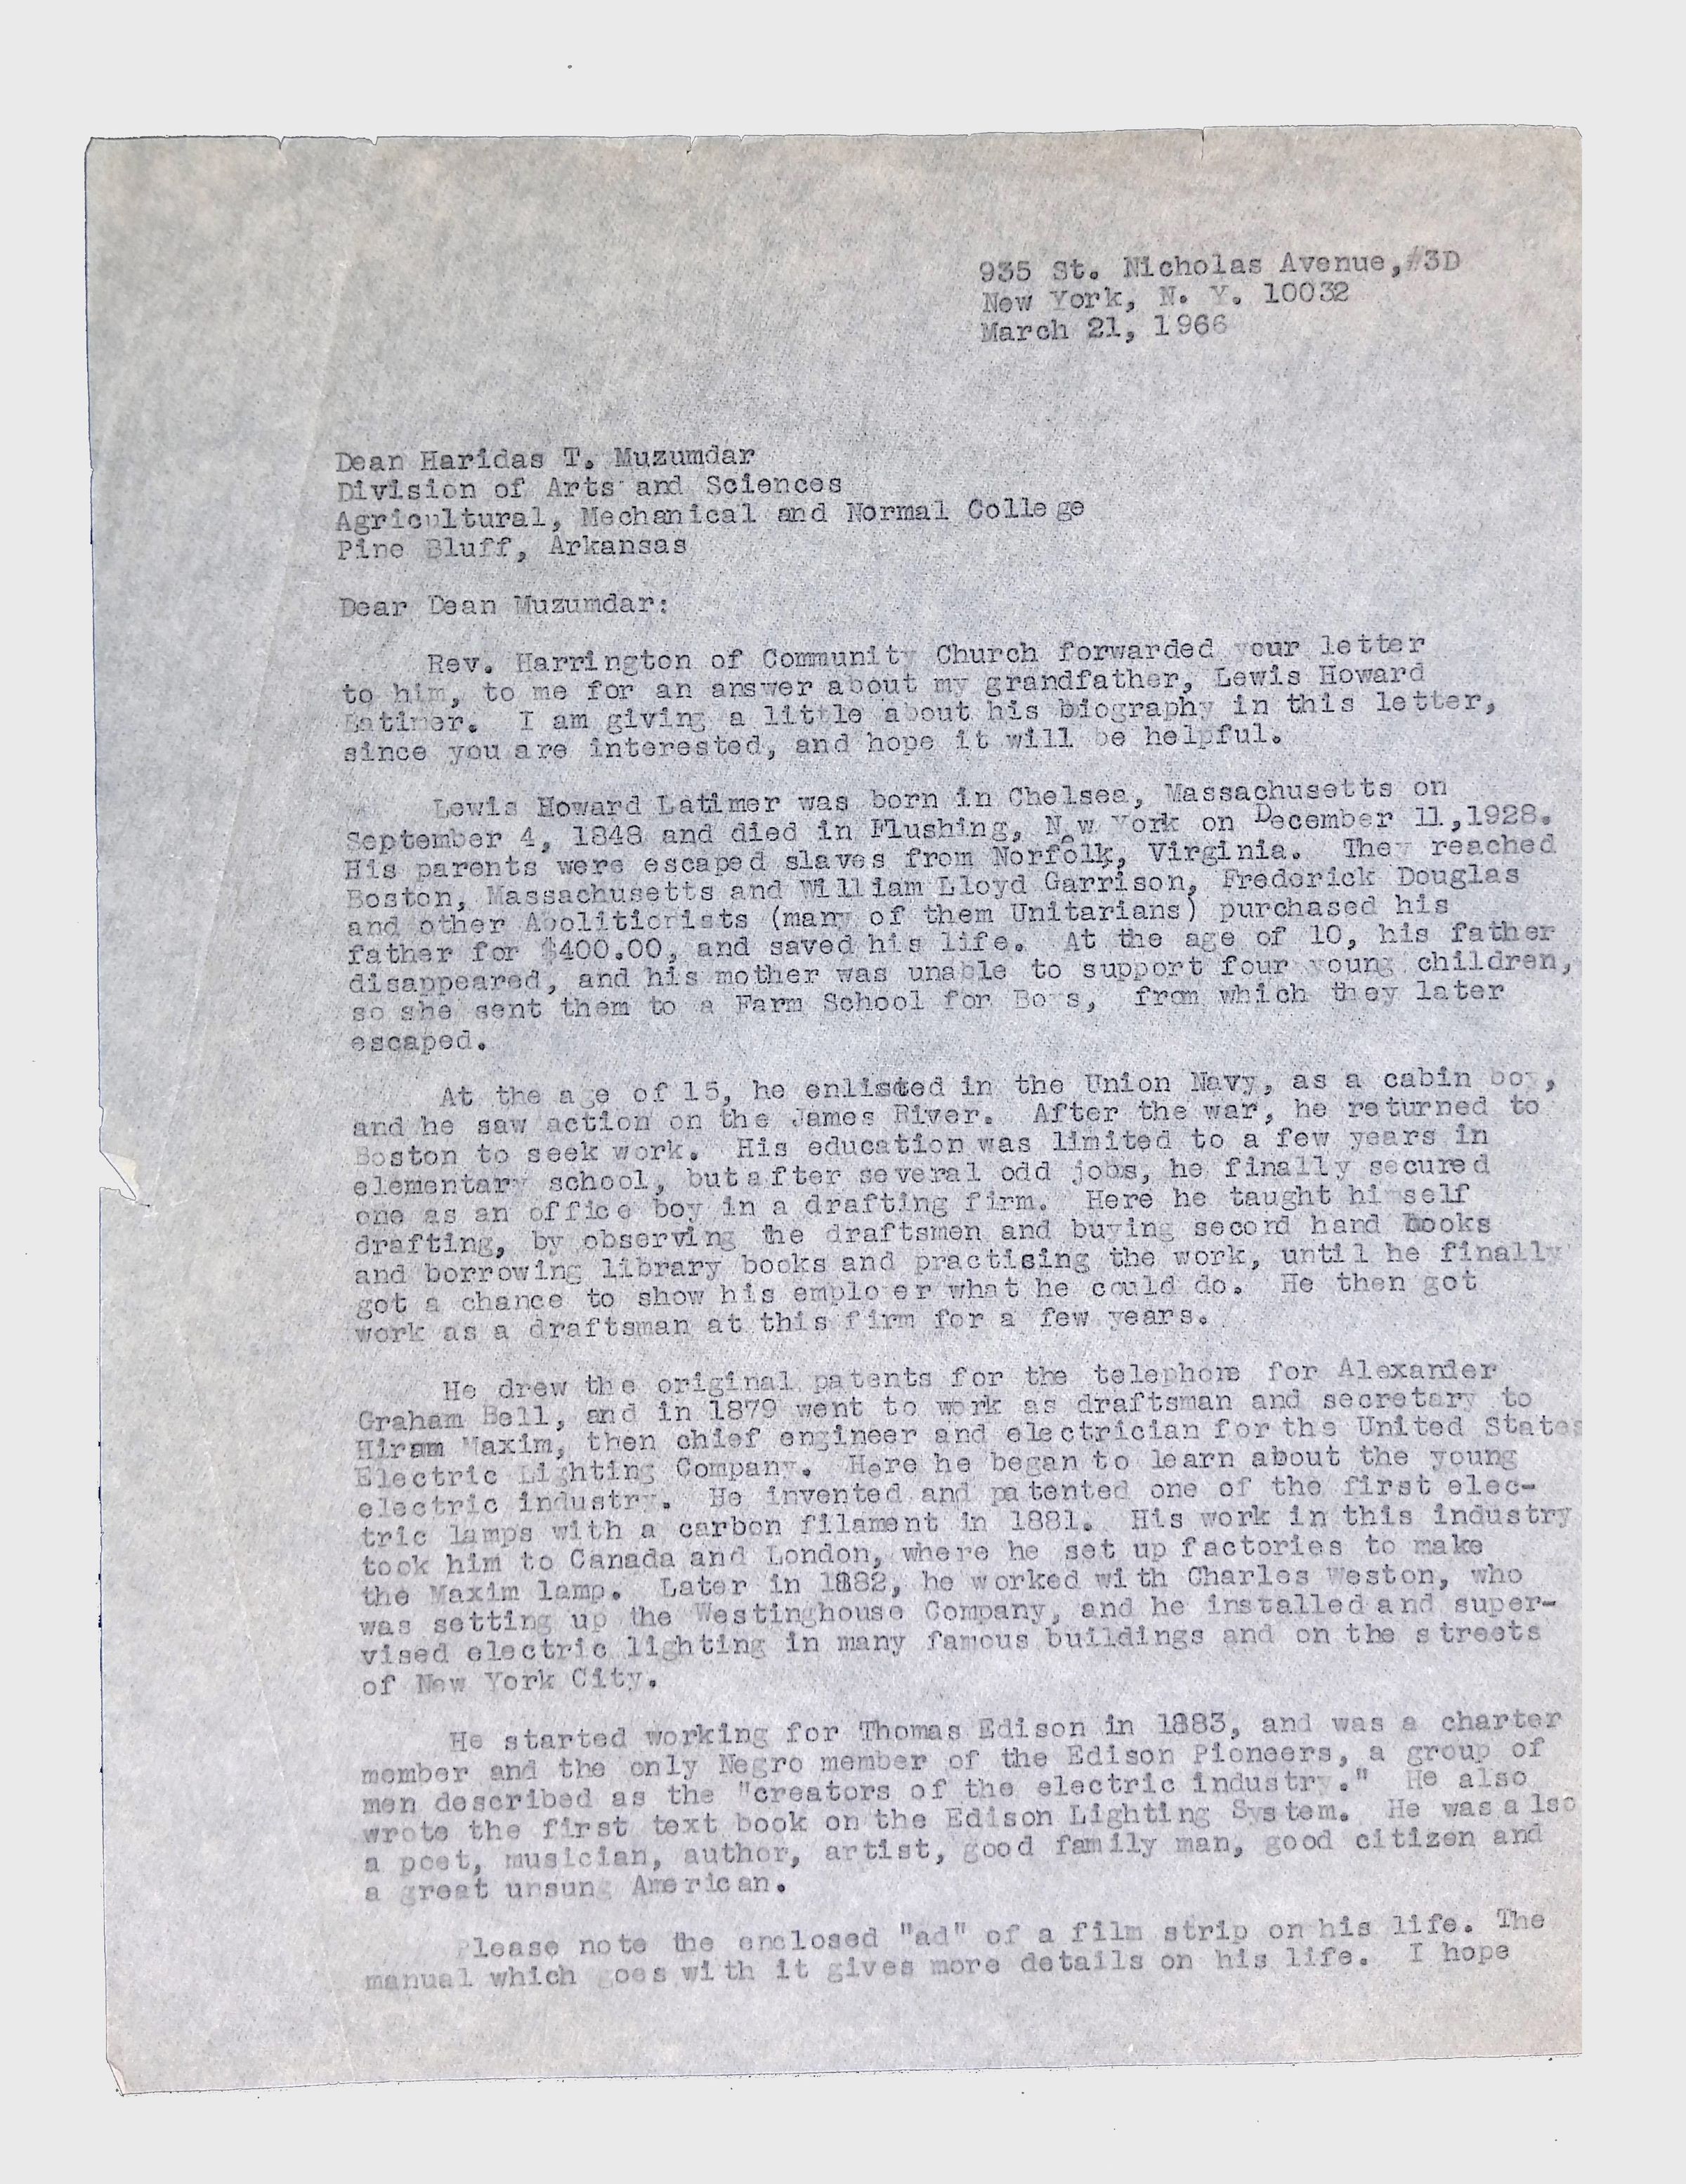 935 St. Nicholas Avenue,#3D
New York, N. Y. 10032
March 21, 1966
Dean Haridas T. Muzumdar
Division of Arts and Sciences
Agricultural, Mechanical and Normal College
Pine Bluff, Arkansas
Dear Dean Muzumdar:
Rev. Harrington of Community Church forwarded your letter
to him, to me for an answer about my grandfather, Lewis Howard
Latimer. I am giving a little about his biography in this letter,
since you are interested, and hope it will be helpful.
Lewis Howard Latimer was born in Chelsea, Massachusetts on
September 4, 1848 and died in Flushing, New York on December 11,1928.
His parents were escaped slaves from Norfolk, Virginia. They reached
Boston, Massachusetts and William Lloyd Garrison, Frederick Douglas
and other Abolitionists (many of them Unitarians) purchased his
father for $400.00, and saved his life. At the age of 10, his father
disappeared, and his mother was unable to support four young children,
so she sent them to a Farm School for Boys, from which they later
escaped.
At the age of 15, he enlisted in the Union Navy, as a cabin boy,
and he saw action on the James River. After the war, he returned to
Boston to seek work. His education was limited to a few years in
elementary school, but after several odd jobs, he finally secured
one as an office boy in a drafting firm. Here he taught himself
drafting, by observing the draftsmen and buying second hand books
and borrowing library books and practising the work, until he finally
got a chance to show his employer what he could do. He then got
work as a draftsman at this firm for a few years.
He drew the original patents for the telephone for Alexander
Graham Bell, and in 1879 went to work as draftsman and secretary to
Hiram Maxim, then chief engineer and electrician for the United States
Electric Lighting Company. Here he began to learn about the young
electric industry. He invented and patented one of the first elec-
tric lamps with a carbon filament in 1881. His work in this industry
took him to Canada and London, where he set up factories to make
the Maxim lamp. Later in 1882, he worked with Charles Weston, who
was setting up the Westinghouse Company, and he installed and super-
vised electric lighting in many famous buildings and on the streets
of New York City.
He started working for Thomas Edison in 1883, and was a charter
member and the only Negro member of the Edison Pioneers, a group of
men described as the "creators of the electric industry." He also
wrote the first text book on the Edison Lighting System. He was also
a poet, musician, author, artist, good family man, good citizen and
a great unsung American.
Please note the enclosed "ad" of a film strip on his life. The
manual which goes with it gives more details on his life. I hope